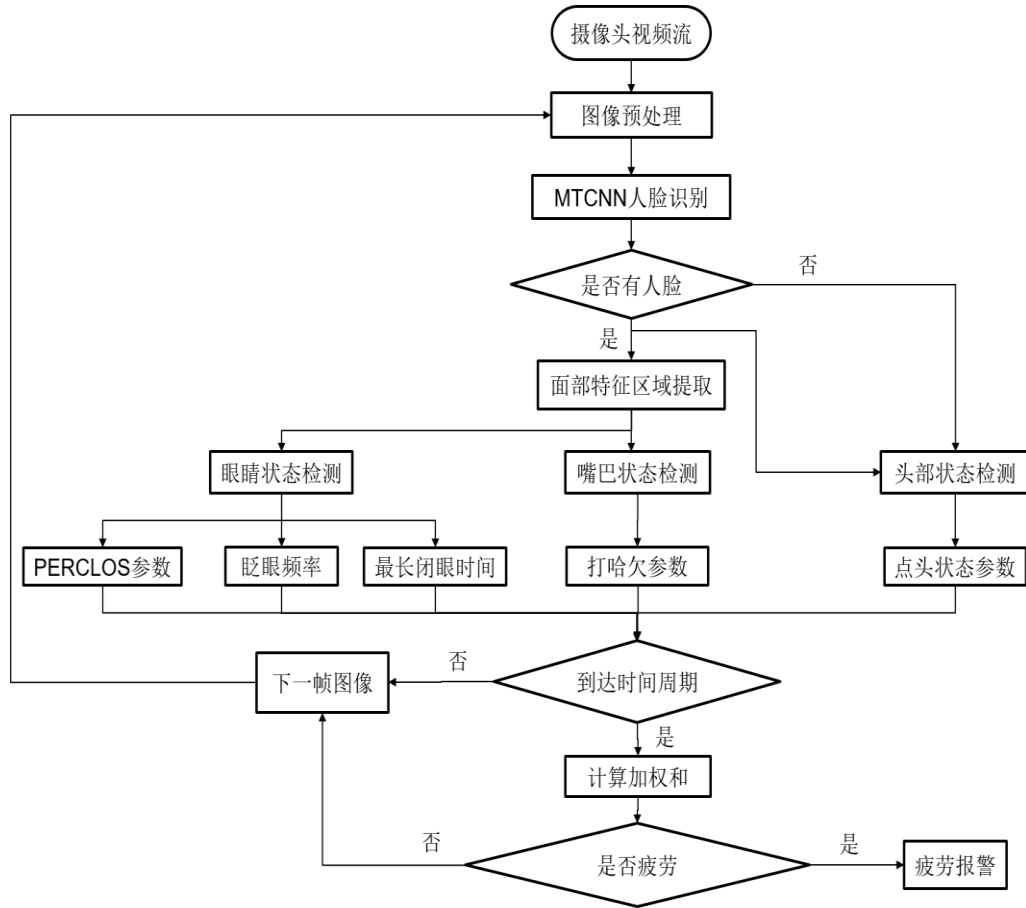 摄像头视频流
图像预处理
MTCNN人脸识别
是否有人脸
否
是
面部特征区域提取
眼睛状态检测
嘴巴状态检测
头部状态检测
PERCLOS参数
眨眼频率
最长闭眼时间
打哈欠参数
点头状态参数
下一帧图像
否
到达时间周期
是
计算加权和
否
是否疲劳
是
疲劳报警